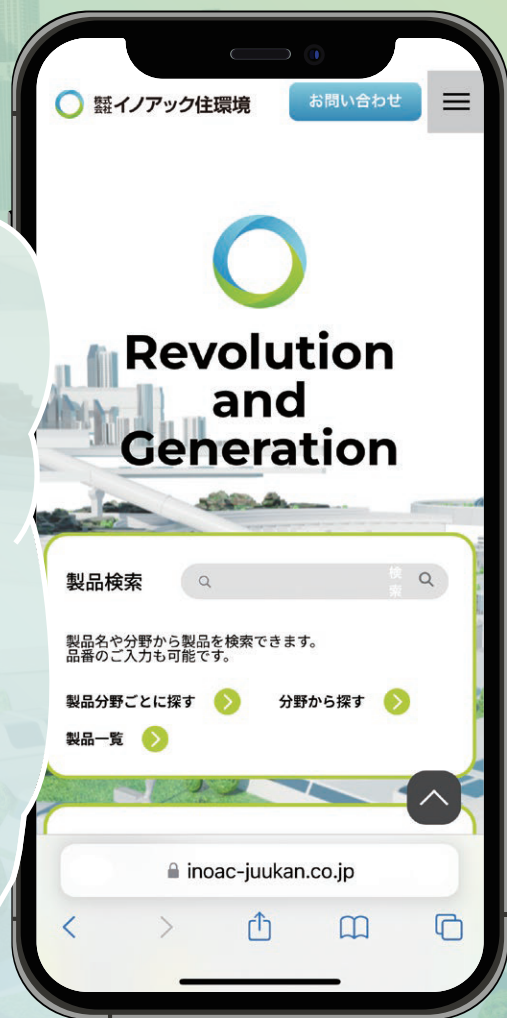 株式会社イノアック住環境
お問い合わせ
Revolution
and
Generation
製品検索
検索
製品名や分野から製品を検索できます。
品番のご入力も可能です。
製品分野ごとに探す
分野から探す
製品一覧
inoac-juukan.co.jp